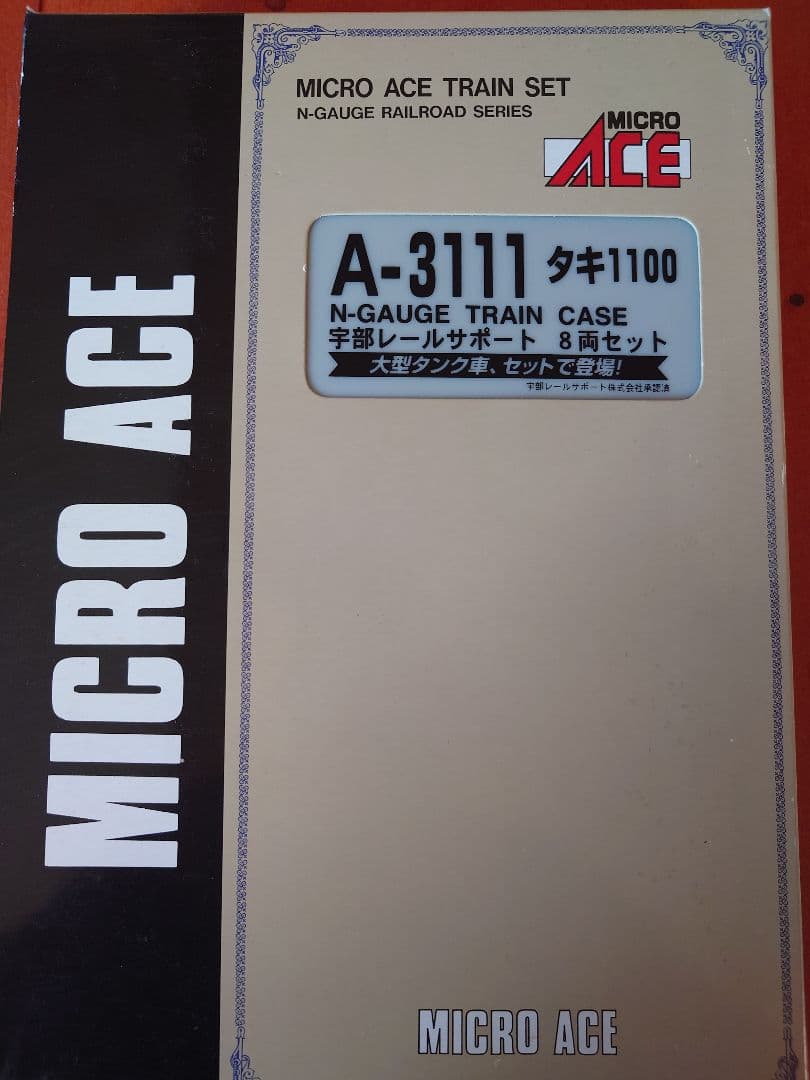 MICRO ACE TRAIN SET
N-GAUGE RAILROAD SERIES
MICRO
ACE
A-3111 タキ1100
N-GAUGE TRAIN CASE
宇部レールサポート 8両セット
大型タンク車、セットで登場!
宇部レールサポート株式会社承認済
MICRO ACE
MICRO ACE